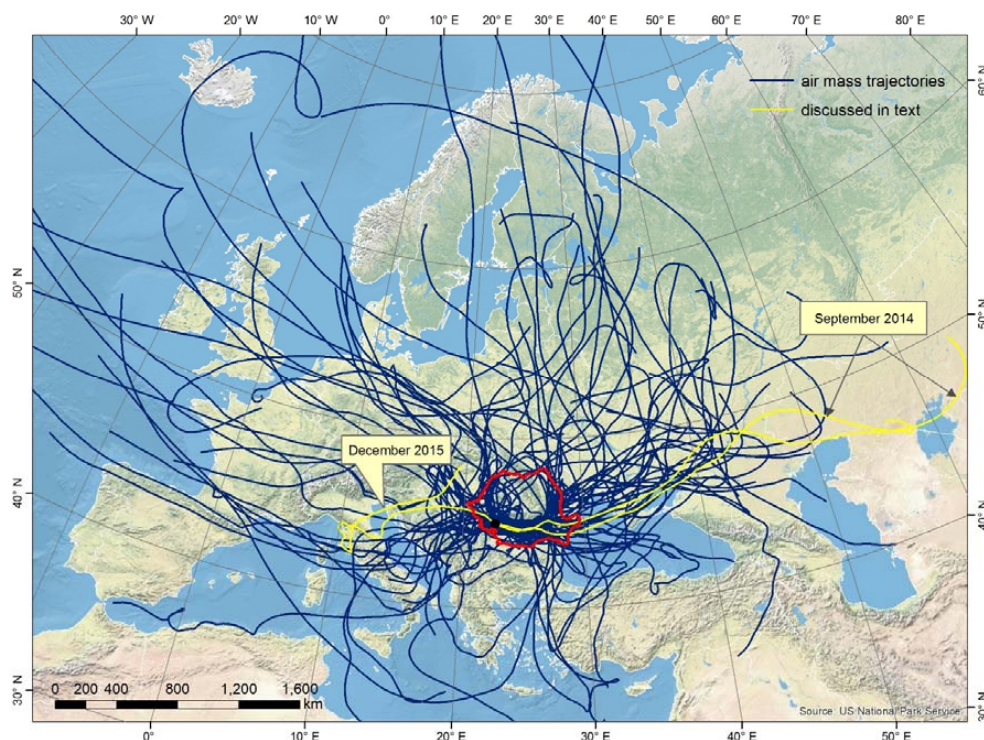 30° W 20° W 10° W 0° 10° E 20° E 30° E 40° E 50° E 60° E 70° E 80° E
60° N
air mass trajectories
discussed in text
50° N
50° N
September 2014
December 2015
40° N
40° N
30° N
30° N
0 200 400 800 1,200 1,600
km
Source: US National Park Service
0° 10° E 20° E 30° E 40° E 50° E